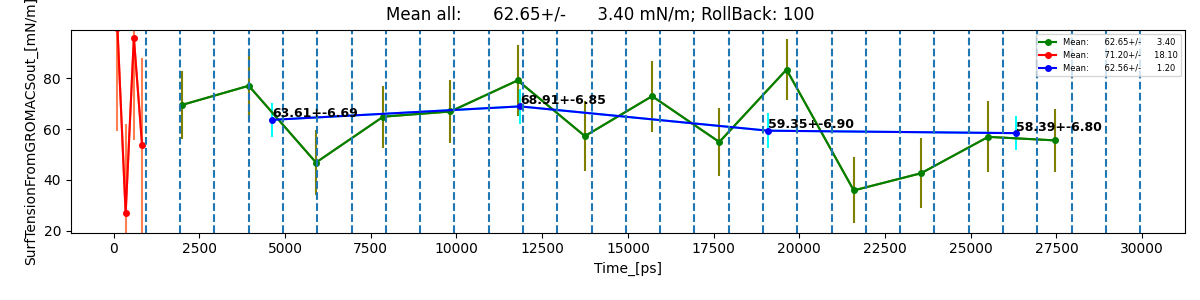 Mean all: 62.65+/- 3.40 mN/m; RollBack: 100
SurfTensionFromGROMACSout_[mN/m]
80
60
40
20
Mean: 62.65+/- 3.40
Mean: 71.20+/- 18.10
Mean: 62.56+/- 1.20
63.61+-6.69
68.91+-6.85
59.35+-6.90
58.39+-6.80
0 2500 5000 7500 10000 12500 15000 17500 20000 22500 25000 27500 30000
Time_[ps]